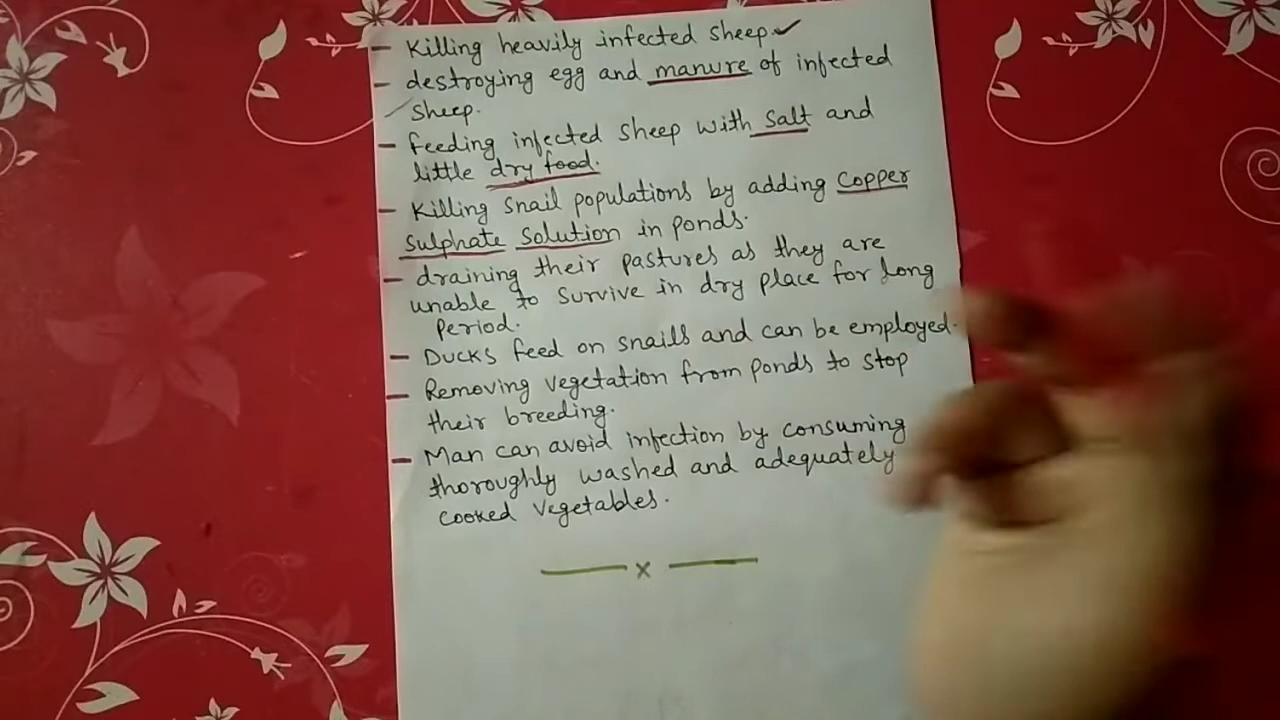 - Killing heavily infected sheep. ✓
- destroying egg and manure of infected
sheep.
- feeding infected sheep with salt and
little dry food.
- Killing snail populations by adding copper
sulphate solution in ponds.
- draining their pastures as they are
unable to survive in dry place for long
period.
- Ducks feed on snails and can be employed.
- Removing vegetation from ponds to stop
their breeding.
- Man can avoid infection by consuming
thoroughly washed and adequately
cooked vegetables.
— x —